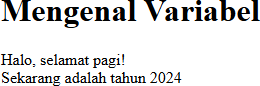 Mengenal Variabel
Halo, selamat pagi!
Sekarang adalah tahun 2024